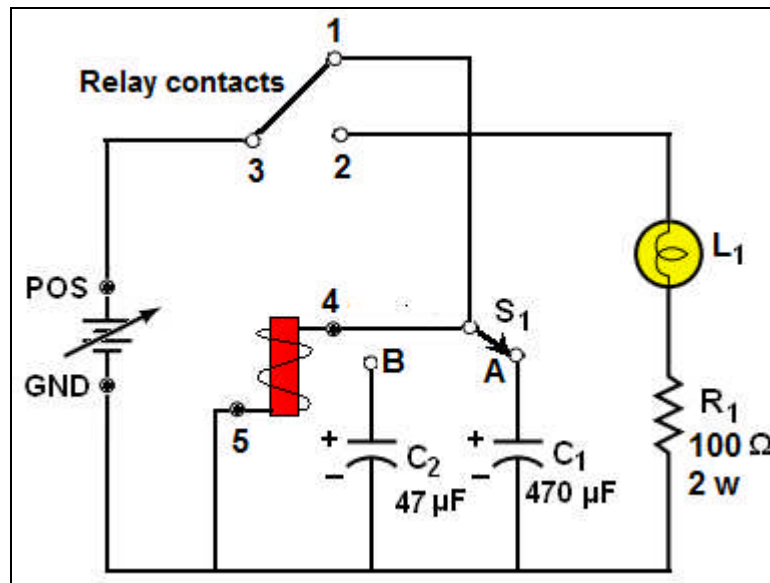 1
Relay contacts
3
2
POS
GND
L1
4
S1
B
A
5
+
−
C2
47 µF
+
−
C1
470 µF
R1
100 Ω
2 w